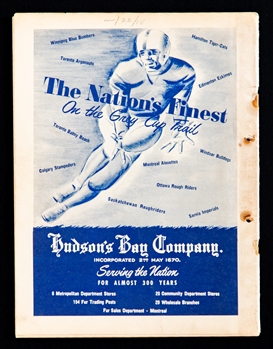 Winnipeg Blue Bombers
Hamilton Tiger-Cats
Toronto Argonauts
Edmonton Eskimos
The Nation's Finest
On the Grey Cup Trail
Toronto Balmy Beach
Windsor Bulldogs
Calgary Stampeders
Montreal Alouettes
Ottawa Rough Riders
Saskatchewan Roughriders
Sarnia Imperials
Hudson's Bay Company.
INCORPORATED 2ND MAY 1670.
Serving the Nation
FOR ALMOST 300 YEARS
6 Metropolitan Department Stores
20 Community Department Stores
194 Fur Trading Posts
20 Wholesale Branches
Fur Sales Department - Montreal